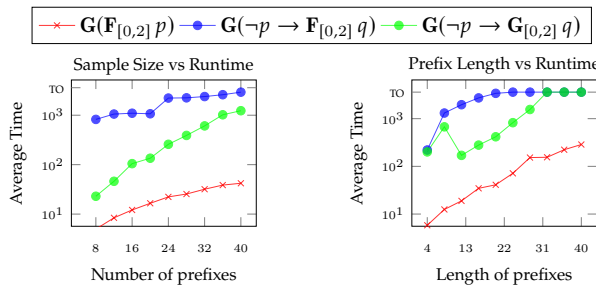 G(F[0,2] p) G(¬p → F[0,2] q) G(¬p → G[0,2] q)
Sample Size vs Runtime
Average Time
TO
10³
10²
10¹
8 16 24 32 40
Number of prefixes
Prefix Length vs Runtime
Average Time
TO
10³
10²
10¹
4 13 22 31 40
Length of prefixes